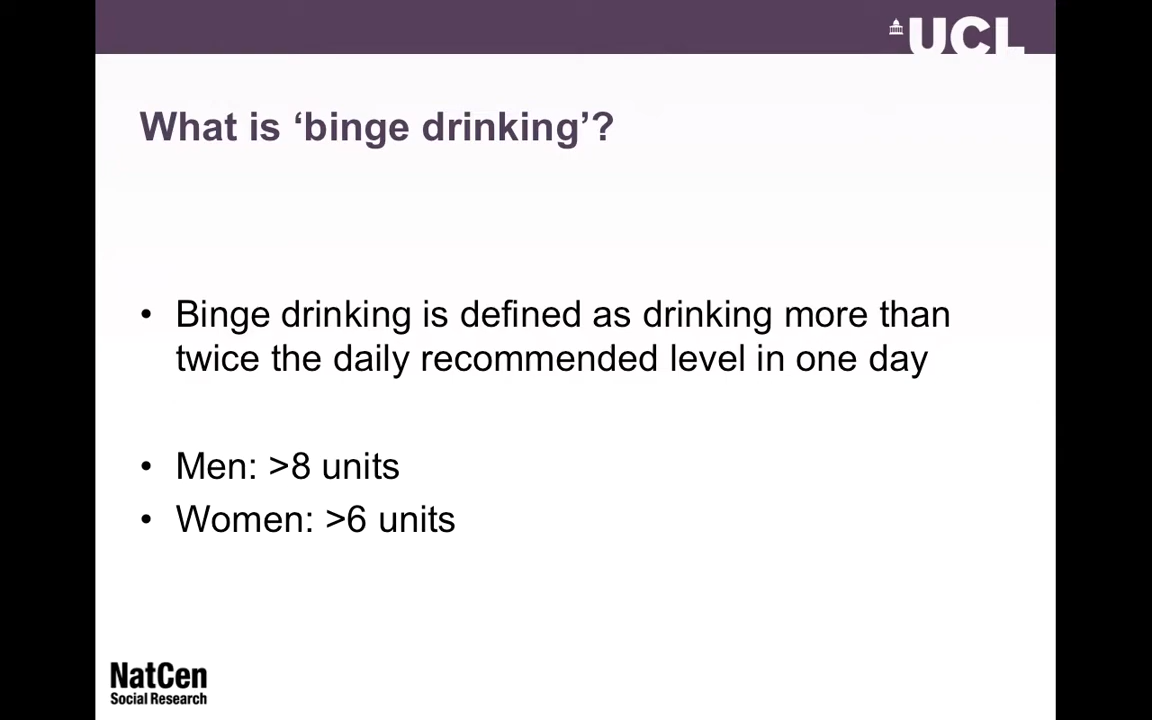 UCL
What is ‘binge drinking’?
• Binge drinking is defined as drinking more than
twice the daily recommended level in one day
• Men: >8 units
• Women: >6 units
NatCen
Social Research